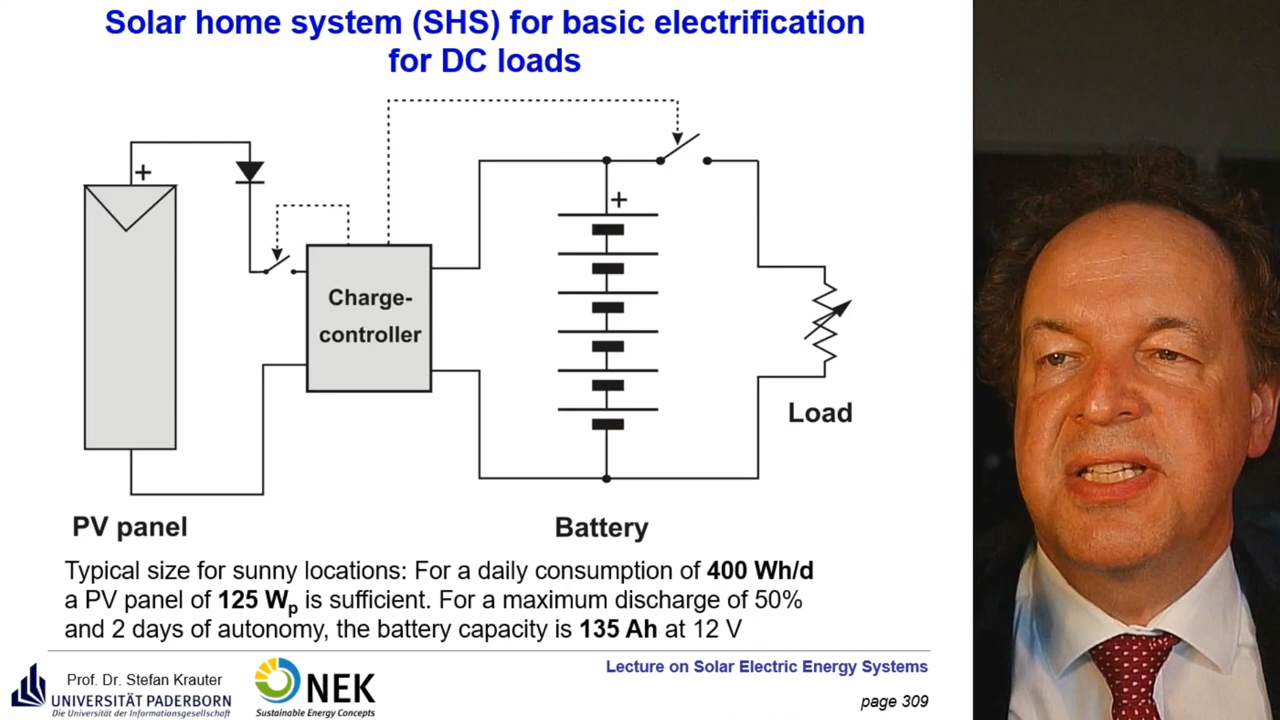 Solar home system (SHS) for basic electrification
for DC loads
+
+
Charge-
controller
Load
PV panel
Battery
Typical size for sunny locations: For a daily consumption of 400 Wh/d
a PV panel of 125 Wp is sufficient. For a maximum discharge of 50%
and 2 days of autonomy, the battery capacity is 135 Ah at 12 V
Prof. Dr. Stefan Krauter
UNIVERSITÄT PADERBORN
Die Universität der Informationsgesellschaft
NEK
Sustainable Energy Concepts
Lecture on Solar Electric Energy Systems
page 309